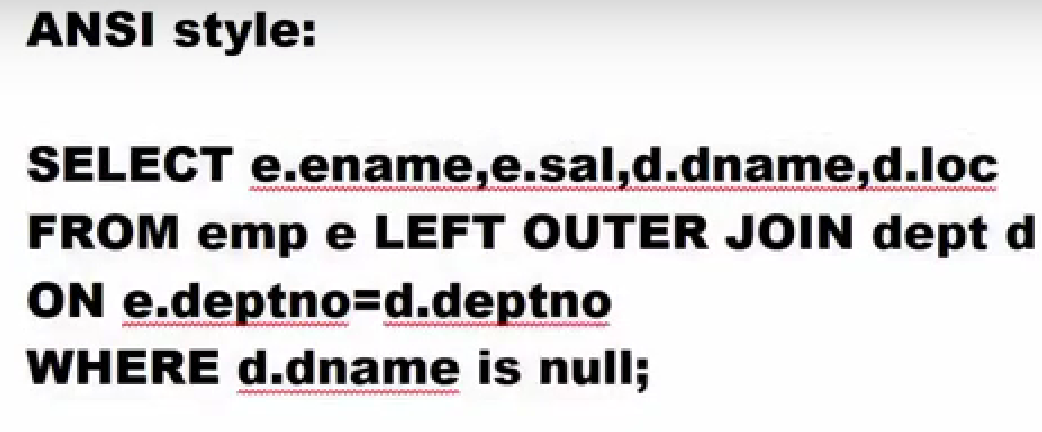 ANSI style:
SELECT e.ename,e.sal,d.dname,d.loc
FROM emp e LEFT OUTER JOIN dept d
ON e.deptno=d.deptno
WHERE d.dname is null;